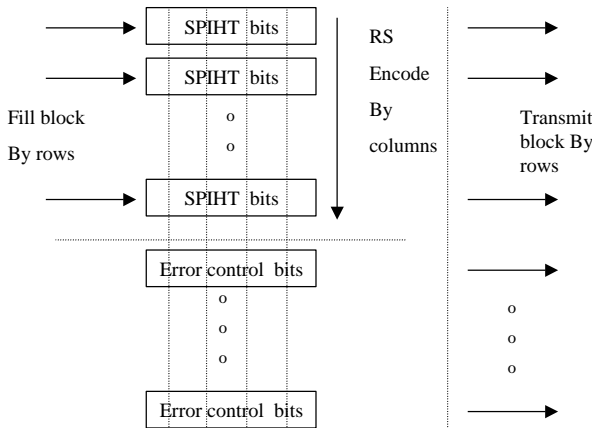 SPIHT bits
SPIHT bits
o
o
SPIHT bits
Fill block
By rows
RS
Encode
By
columns
Transmit
block By
rows
Error control bits
o
o
o
Error control bits
o
o
o